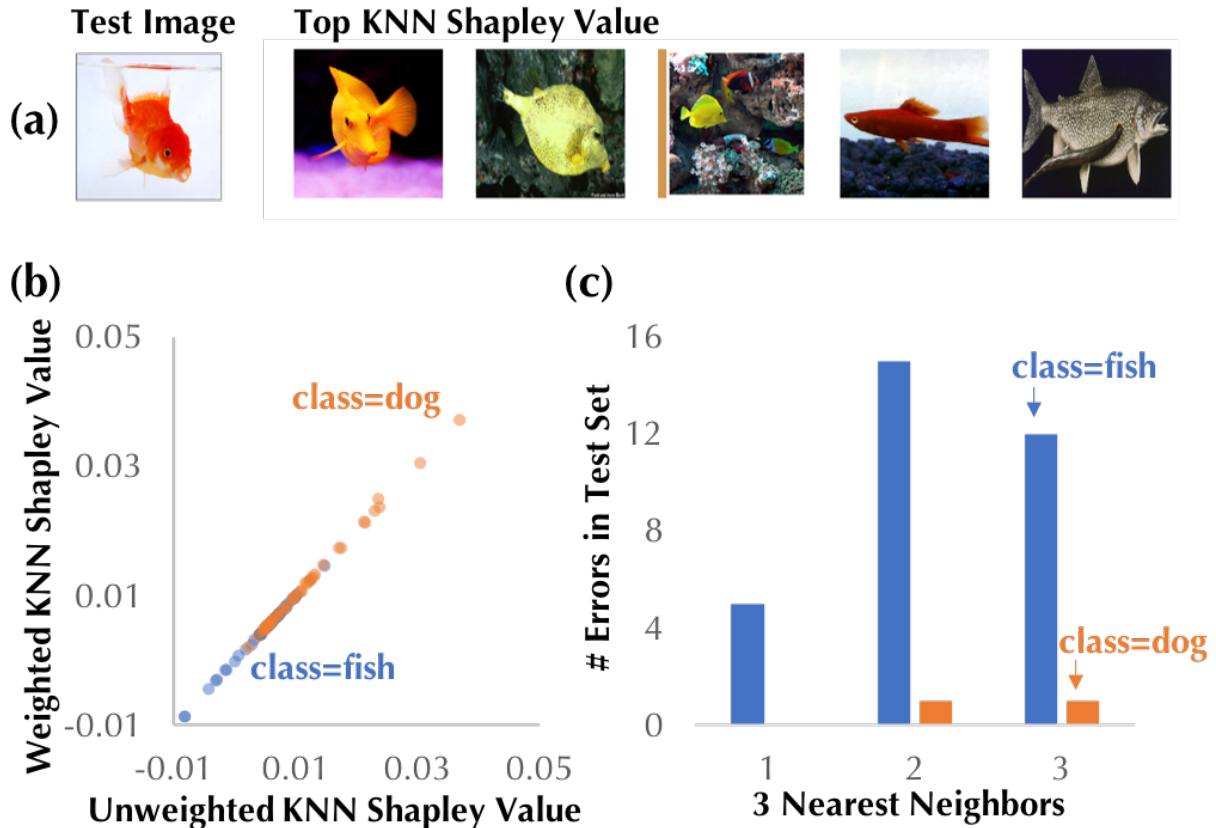 Test Image
Top KNN Shapley Value
(a)
(b)
Weighted KNN Shapley Value
0.05
0.03
0.01
-0.01
class=dog
class=fish
-0.01
0.01
0.03
0.05
Unweighted KNN Shapley Value
(c)
# Errors in Test Set
16
12
8
4
0
class=fish
class=dog
1
2
3
3 Nearest Neighbors